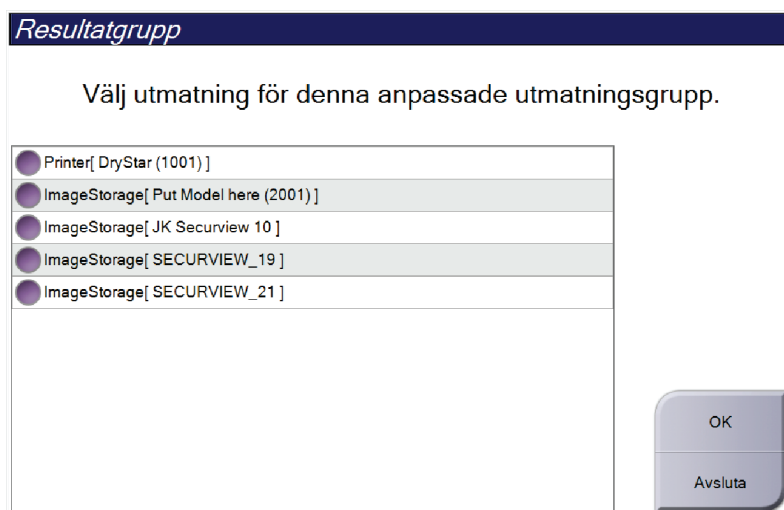 Resultatgrupp
Välj utmatning för denna anpassade utmatningsgrupp.
Printer[ DryStar (1001) ]
ImageStorage[ Put Model here (2001) ]
ImageStorage[ JK Securview 10 ]
ImageStorage[ SECURVIEW_19 ]
ImageStorage[ SECURVIEW_21 ]
OK
Avsluta